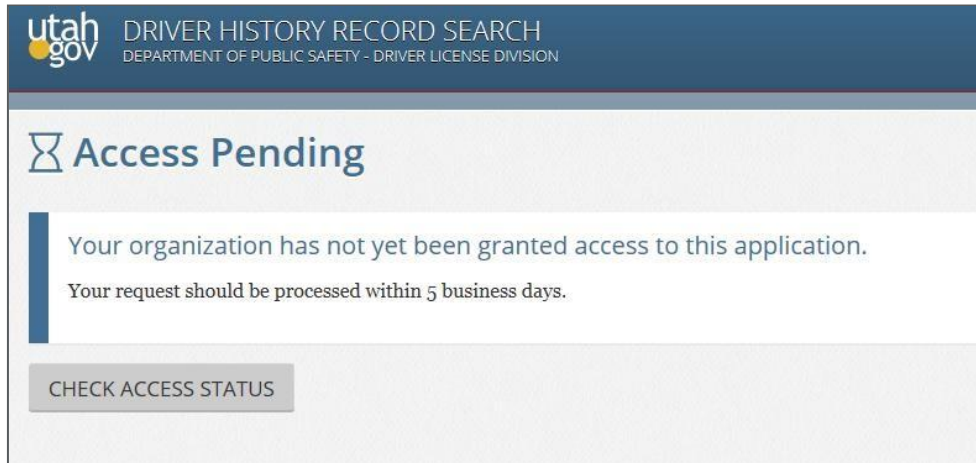 utah
gov
DRIVER HISTORY RECORD SEARCH
DEPARTMENT OF PUBLIC SAFETY - DRIVER LICENSE DIVISION
Access Pending
Your organization has not yet been granted access to this application.
Your request should be processed within 5 business days.
CHECK ACCESS STATUS